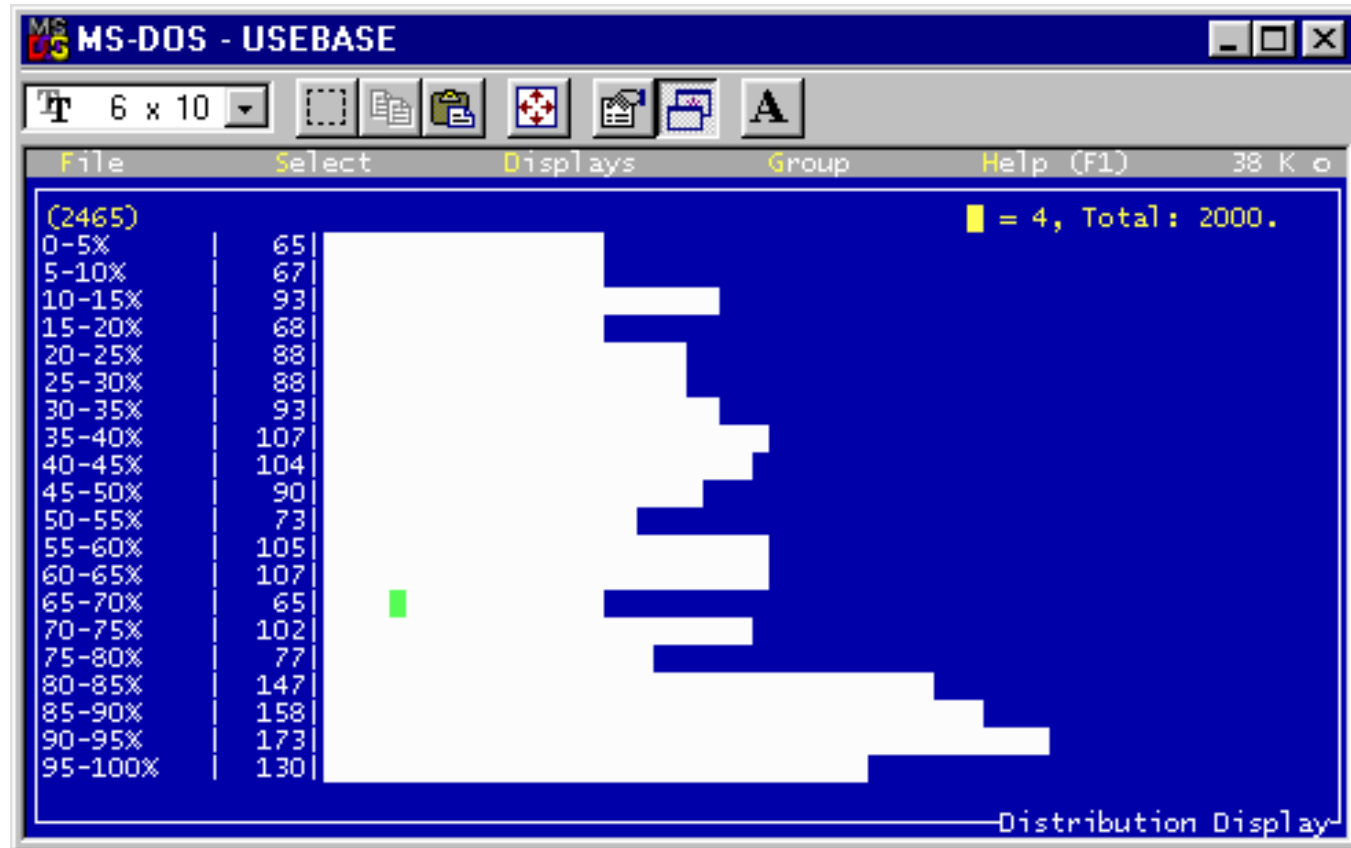 MS-DOS - USEBASE
6 x 10
A
File Select Displays Group Help (F1) 38 K o
(2465) = 4, Total: 2000.
0-5% | 65|
5-10% | 67|
10-15% | 93|
15-20% | 68|
20-25% | 88|
25-30% | 88|
30-35% | 93|
35-40% | 107|
40-45% | 104|
45-50% | 90|
50-55% | 73|
55-60% | 105|
60-65% | 107|
65-70% | 65|
70-75% | 102|
75-80% | 77|
80-85% | 147|
85-90% | 158|
90-95% | 173|
95-100% | 130|
Distribution Display